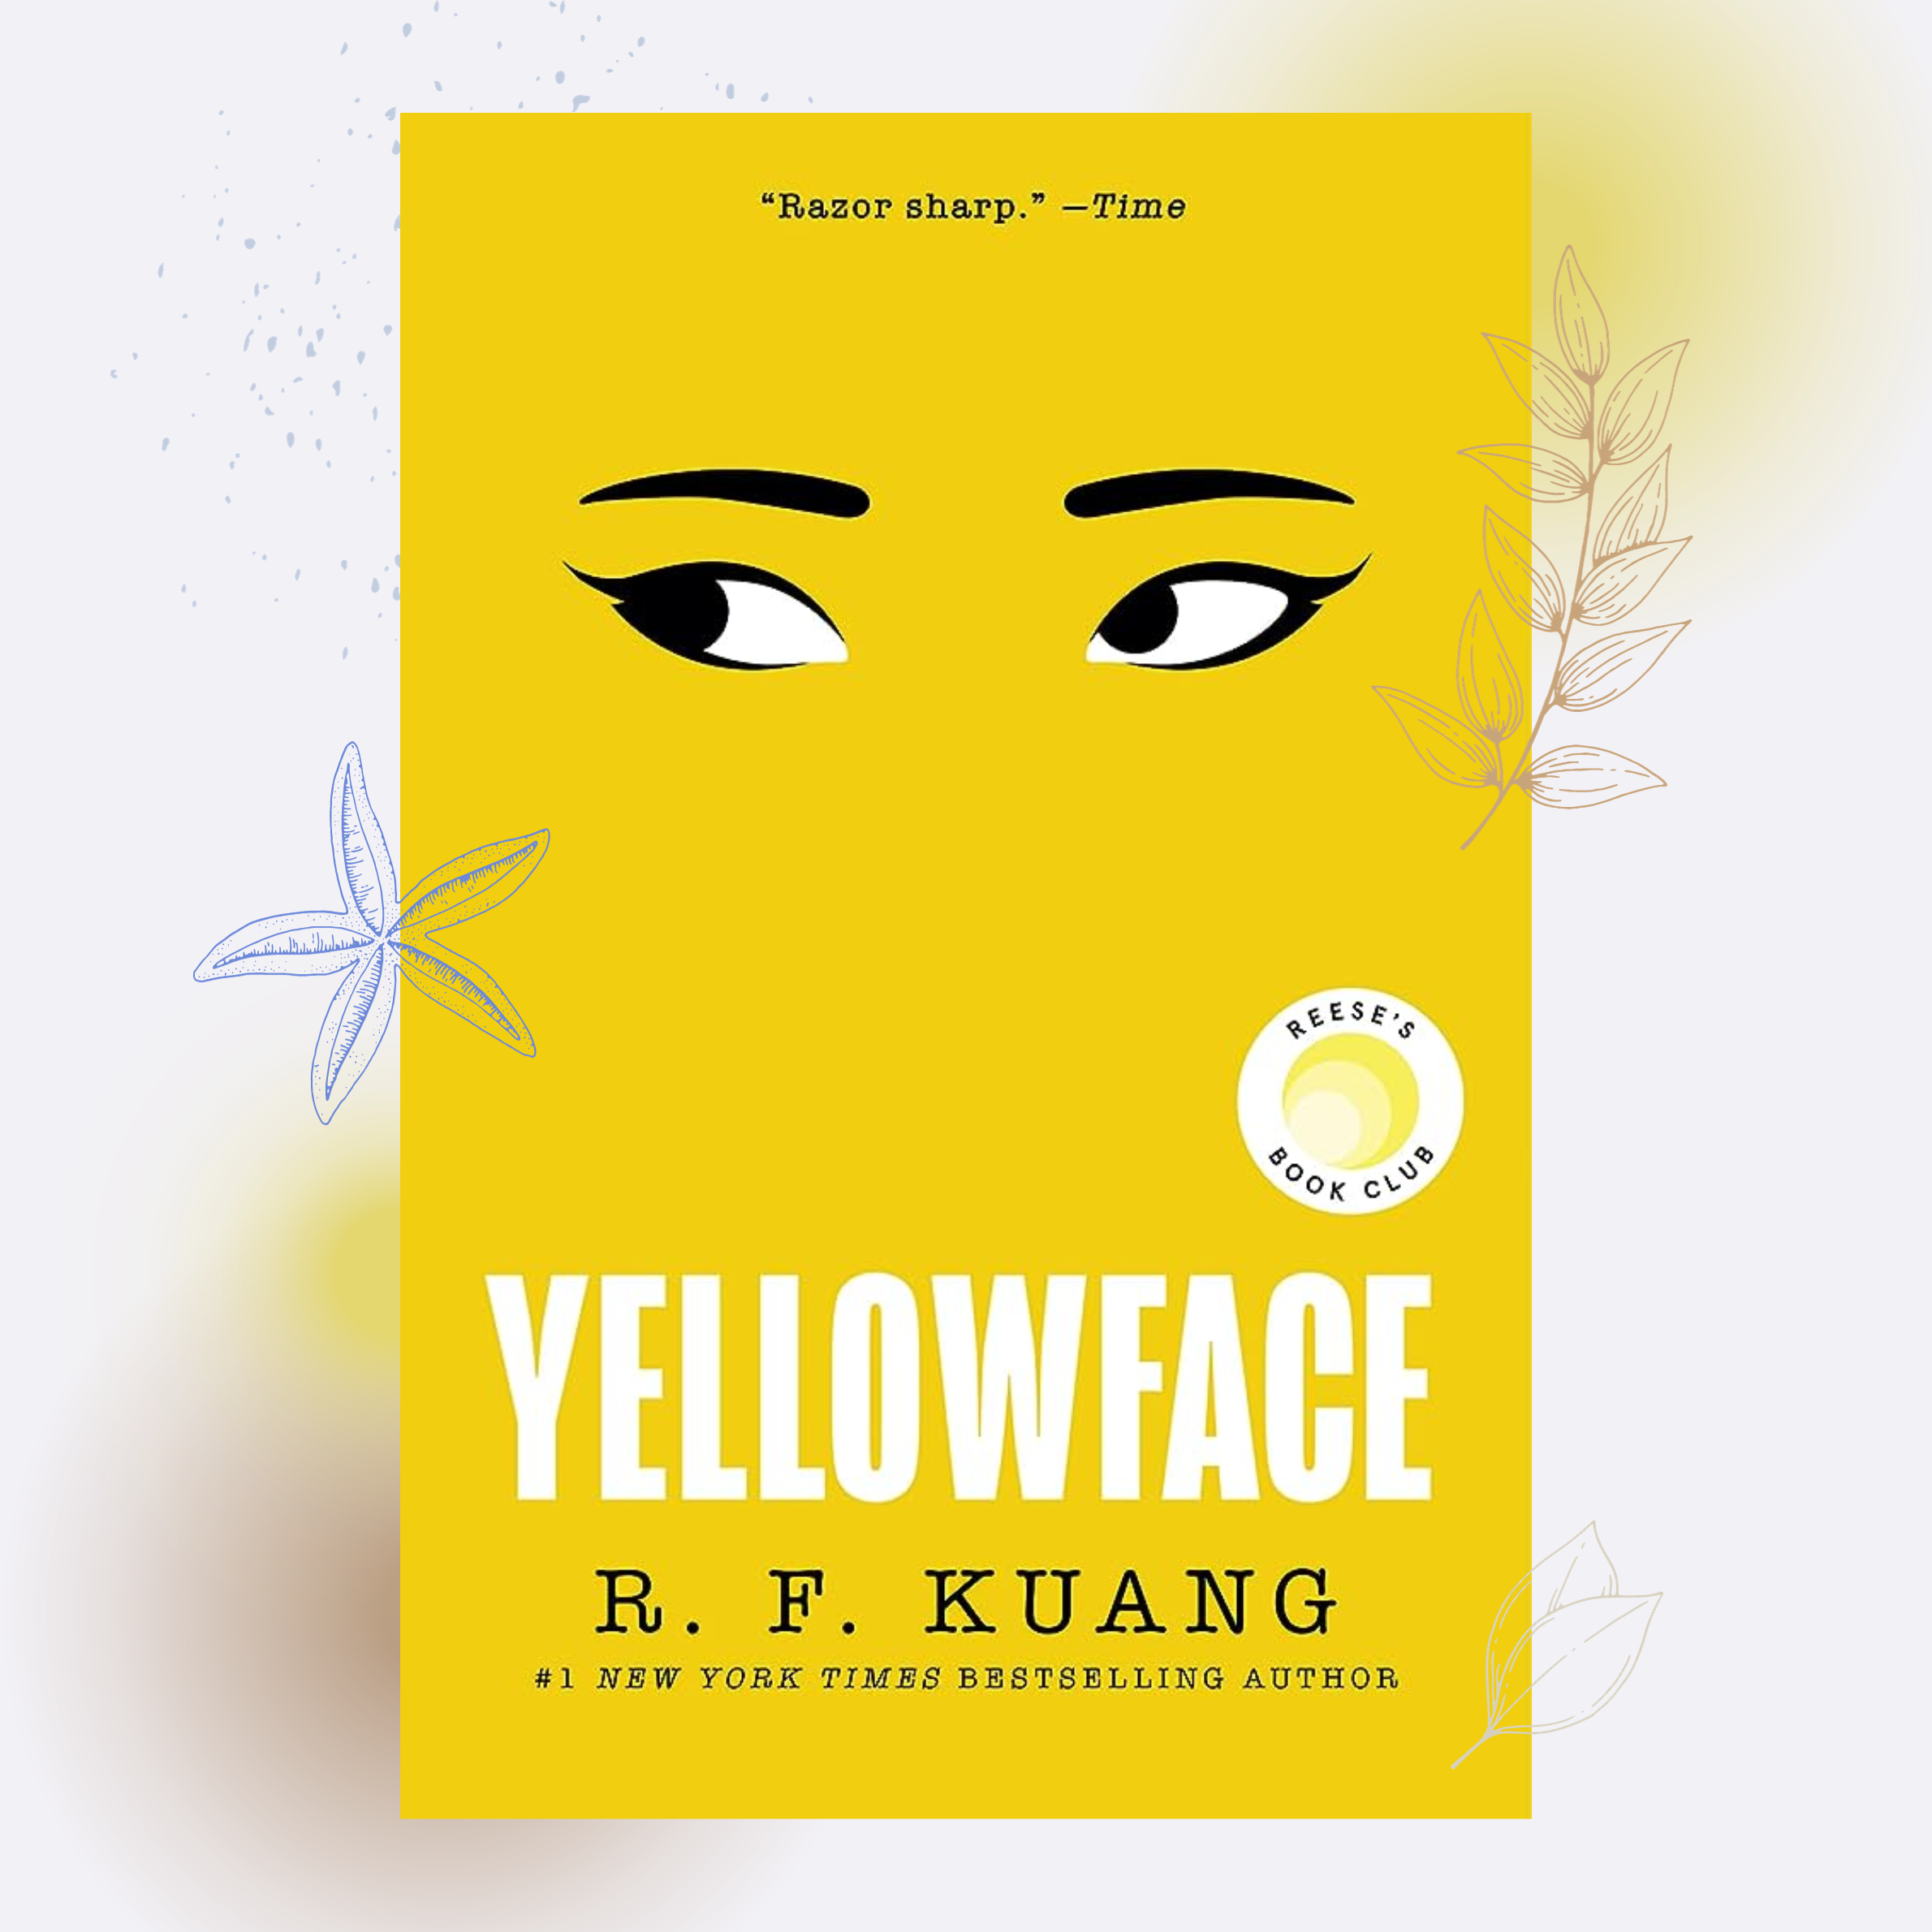 “Razor sharp.” —Time
REESE'S
BOOK CLUB
YELLOWFACE
R. F. KUANG
#1 NEW YORK TIMES BESTSELLING AUTHOR